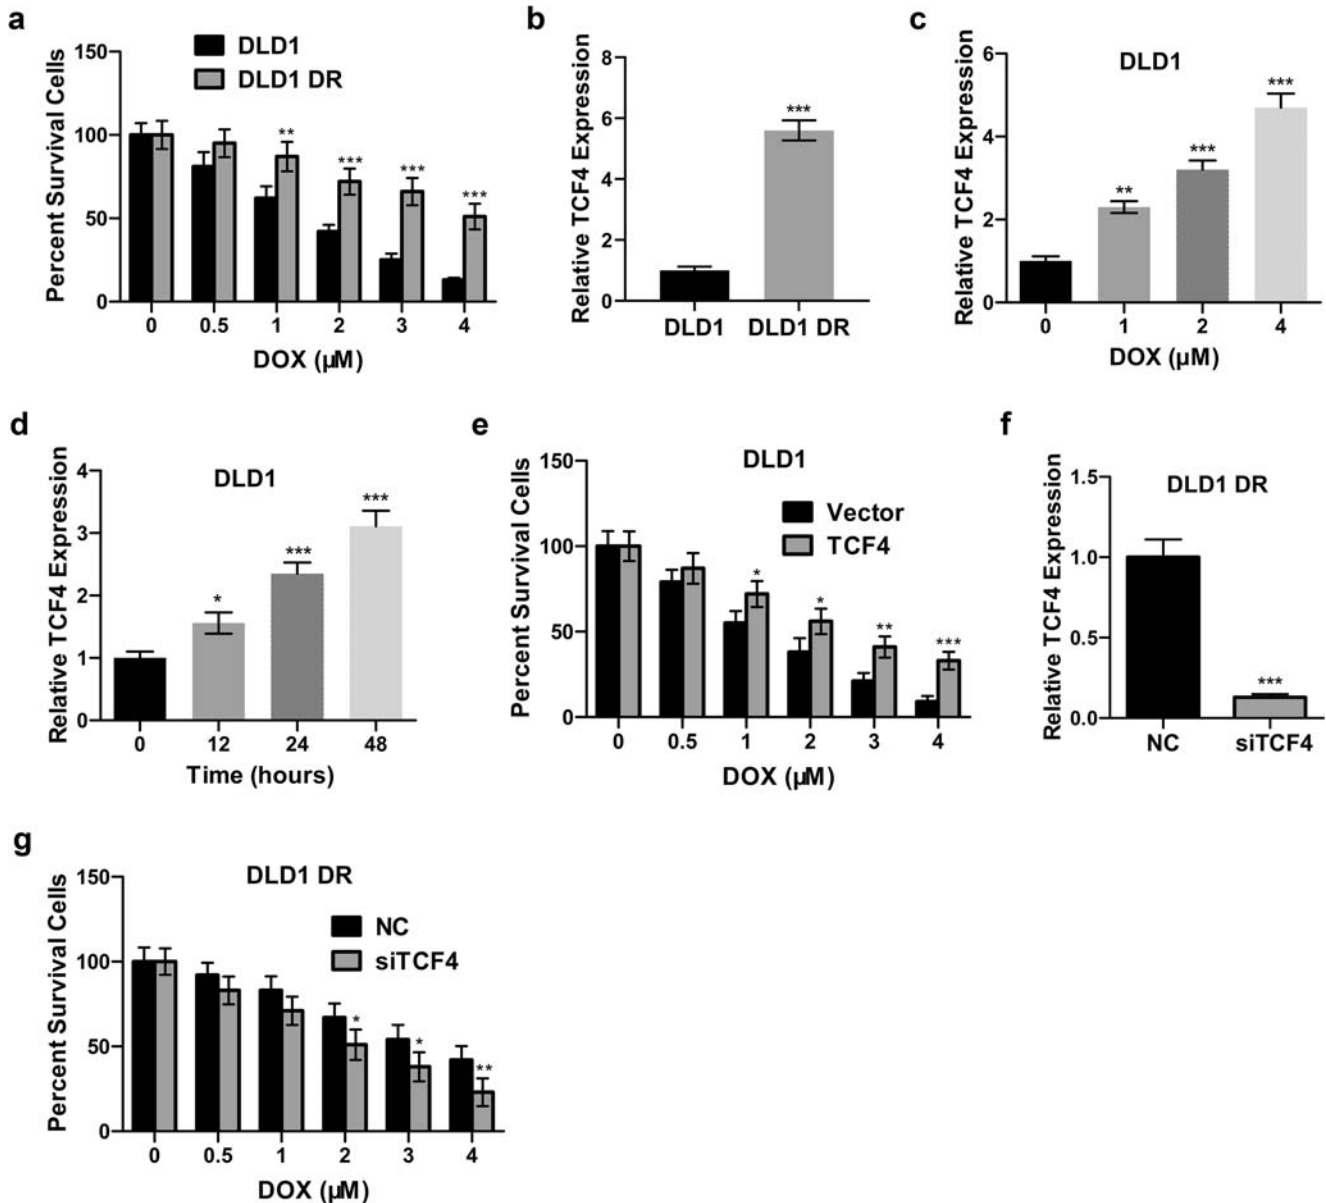 a
DLD1
DLD1 DR
Percent Survival Cells
150
100
50
0
** *** *** ***
0 0.5 1 2 3 4
DOX (µM)
b
Relative TCF4 Expression
8
6
4
2
0
***
DLD1 DLD1 DR
c
DLD1
Relative TCF4 Expression
6
4
2
0
** *** ***
0 1 2 4
DOX (µM)
d
DLD1
Relative TCF4 Expression
4
3
2
1
0
* *** ***
0 12 24 48
Time (hours)
e
DLD1
Vector
TCF4
Percent Survival Cells
150
100
50
0
* * ** ***
0 0.5 1 2 3 4
DOX (µM)
f
DLD1 DR
Relative TCF4 Expression
1.5
1.0
0.5
0.0
***
NC siTCF4
g
DLD1 DR
NC
siTCF4
Percent Survival Cells
150
100
50
0
* * **
0 0.5 1 2 3 4
DOX (µM)